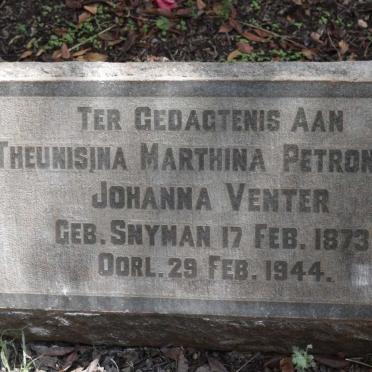 TER GEDAGTENIS AAN
THEUNISINA MARTHINA PETRON
JOHANNA VENTER
GEB. SNYMAN 17 FEB. 1873
OORL. 29 FEB. 1944.